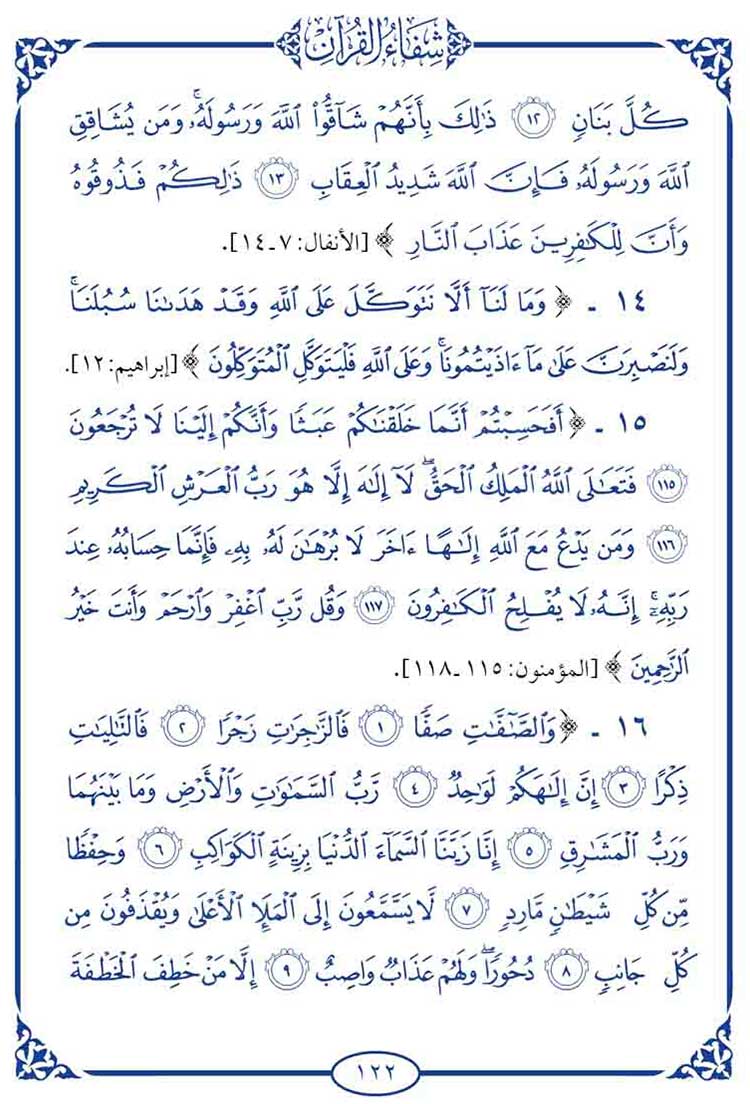 شِفَاءُ القُرآن
كُلَّ بَنَانٍ ١٢ ذَٰلِكَ بِأَنَّهُمْ شَآقُّوا۟ ٱللَّهَ وَرَسُولَهُۥ ۚ وَمَن يُشَاقِقِ
ٱللَّهَ وَرَسُولَهُۥ فَإِنَّ ٱللَّهَ شَدِيدُ ٱلْعِقَابِ ١٣ ذَٰلِكُمْ فَذُوقُوهُ
وَأَنَّ لِلْكَٰفِرِينَ عَذَابَ ٱلنَّارِ ﴾ [الأنفال: ٧ـ١٤].
١٤ ـ ﴿ وَمَا لَنَآ أَلَّا نَتَوَكَّلَ عَلَى ٱللَّهِ وَقَدْ هَدَىٰنَا سُبُلَنَا ۚ
وَلَنَصْبِرَنَّ عَلَىٰ مَآ ءَاذَيْتُمُونَا ۚ وَعَلَى ٱللَّهِ فَلْيَتَوَكَّلِ ٱلْمُتَوَكِّلُونَ ﴾ [إبراهيم: ١٢].
١٥ ـ ﴿ أَفَحَسِبْتُمْ أَنَّمَا خَلَقْنَٰكُمْ عَبَثًا وَأَنَّكُمْ إِلَيْنَا لَا تُرْجَعُونَ
١١٥ فَتَعَٰلَى ٱللَّهُ ٱلْمَلِكُ ٱلْحَقُّ ۖ لَآ إِلَٰهَ إِلَّا هُوَ رَبُّ ٱلْعَرْشِ ٱلْكَرِيمِ
١١٦ وَمَن يَدْعُ مَعَ ٱللَّهِ إِلَٰهًا ءَاخَرَ لَا بُرْهَٰنَ لَهُۥ بِهِۦ فَإِنَّمَا حِسَابُهُۥ عِندَ
رَبِّهِۦٓ ۚ إِنَّهُۥ لَا يُفْلِحُ ٱلْكَٰفِرُونَ ١١٧ وَقُل رَّبِّ ٱغْفِرْ وَٱرْحَمْ وَأَنتَ خَيْرُ
ٱلرَّٰحِمِينَ ﴾ [المؤمنون: ١١٥ـ١١٨].
١٦ ـ ﴿ وَٱلصَّٰٓفَّٰتِ صَفًّا ١ فَٱلزَّٰجِرَٰتِ زَجْرًا ٢ فَٱلتَّٰلِيَٰتِ
ذِكْرًا ٣ إِنَّ إِلَٰهَكُمْ لَوَٰحِدٌ ٤ رَّبُّ ٱلسَّمَٰوَٰتِ وَٱلْأَرْضِ وَمَا بَيْنَهُمَا
وَرَبُّ ٱلْمَشَٰرِقِ ٥ إِنَّا زَيَّنَّا ٱلسَّمَآءَ ٱلدُّنْيَا بِزِينَةٍ ٱلْكَوَاكِبِ ٦ وَحِفْظًا
مِّن كُلِّ شَيْطَٰنٍ مَّارِدٍ ٧ لَّا يَسَّمَّعُونَ إِلَى ٱلْمَلَإِ ٱلْأَعْلَىٰ وَيُقْذَفُونَ مِن
كُلِّ جَانِبٍ ٨ دُحُورًا ۖ وَلَهُمْ عَذَابٌ وَاصِبٌ ٩ إِلَّا مَنْ خَطِفَ ٱلْخَطْفَةَ
١٢٢